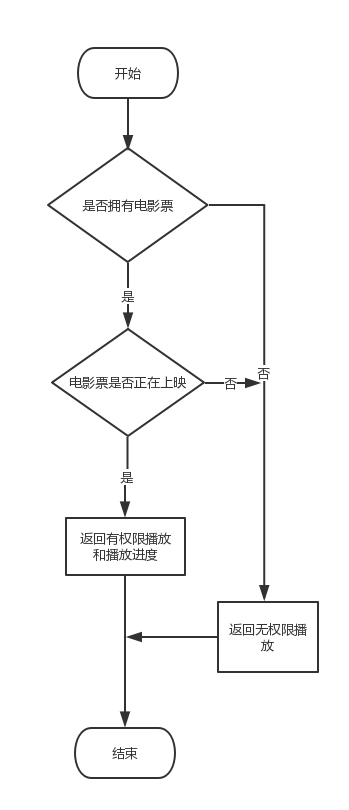 开始
是否拥有电影票
是
否
电影票是否正在上映
否
是
返回有权限播放
和播放进度
返回无权限播
放
结束